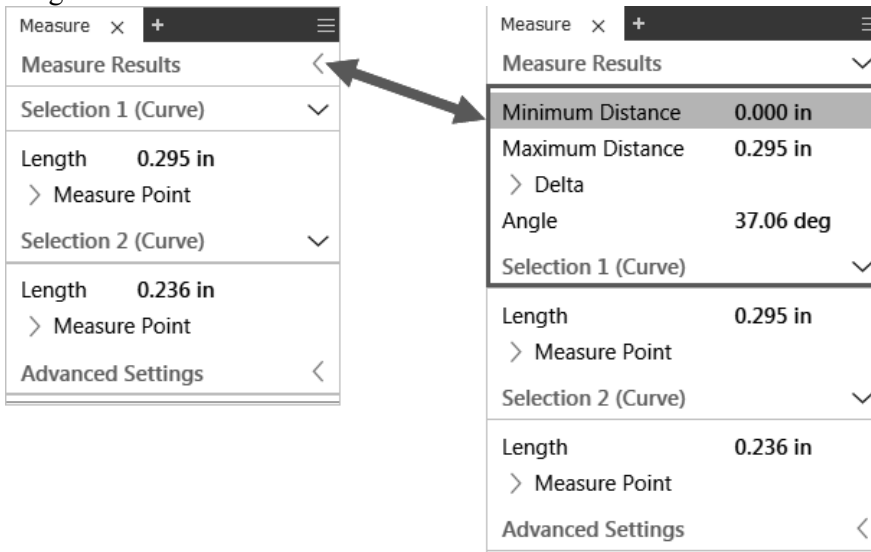 Measure × +
Measure Results
Selection 1 (Curve)
Length 0.295 in
Measure Point
Selection 2 (Curve)
Length 0.236 in
Measure Point
Advanced Settings
Measure × +
Measure Results
Minimum Distance 0.000 in
Maximum Distance 0.295 in
Delta
Angle 37.06 deg
Selection 1 (Curve)
Length 0.295 in
Measure Point
Selection 2 (Curve)
Length 0.236 in
Measure Point
Advanced Settings